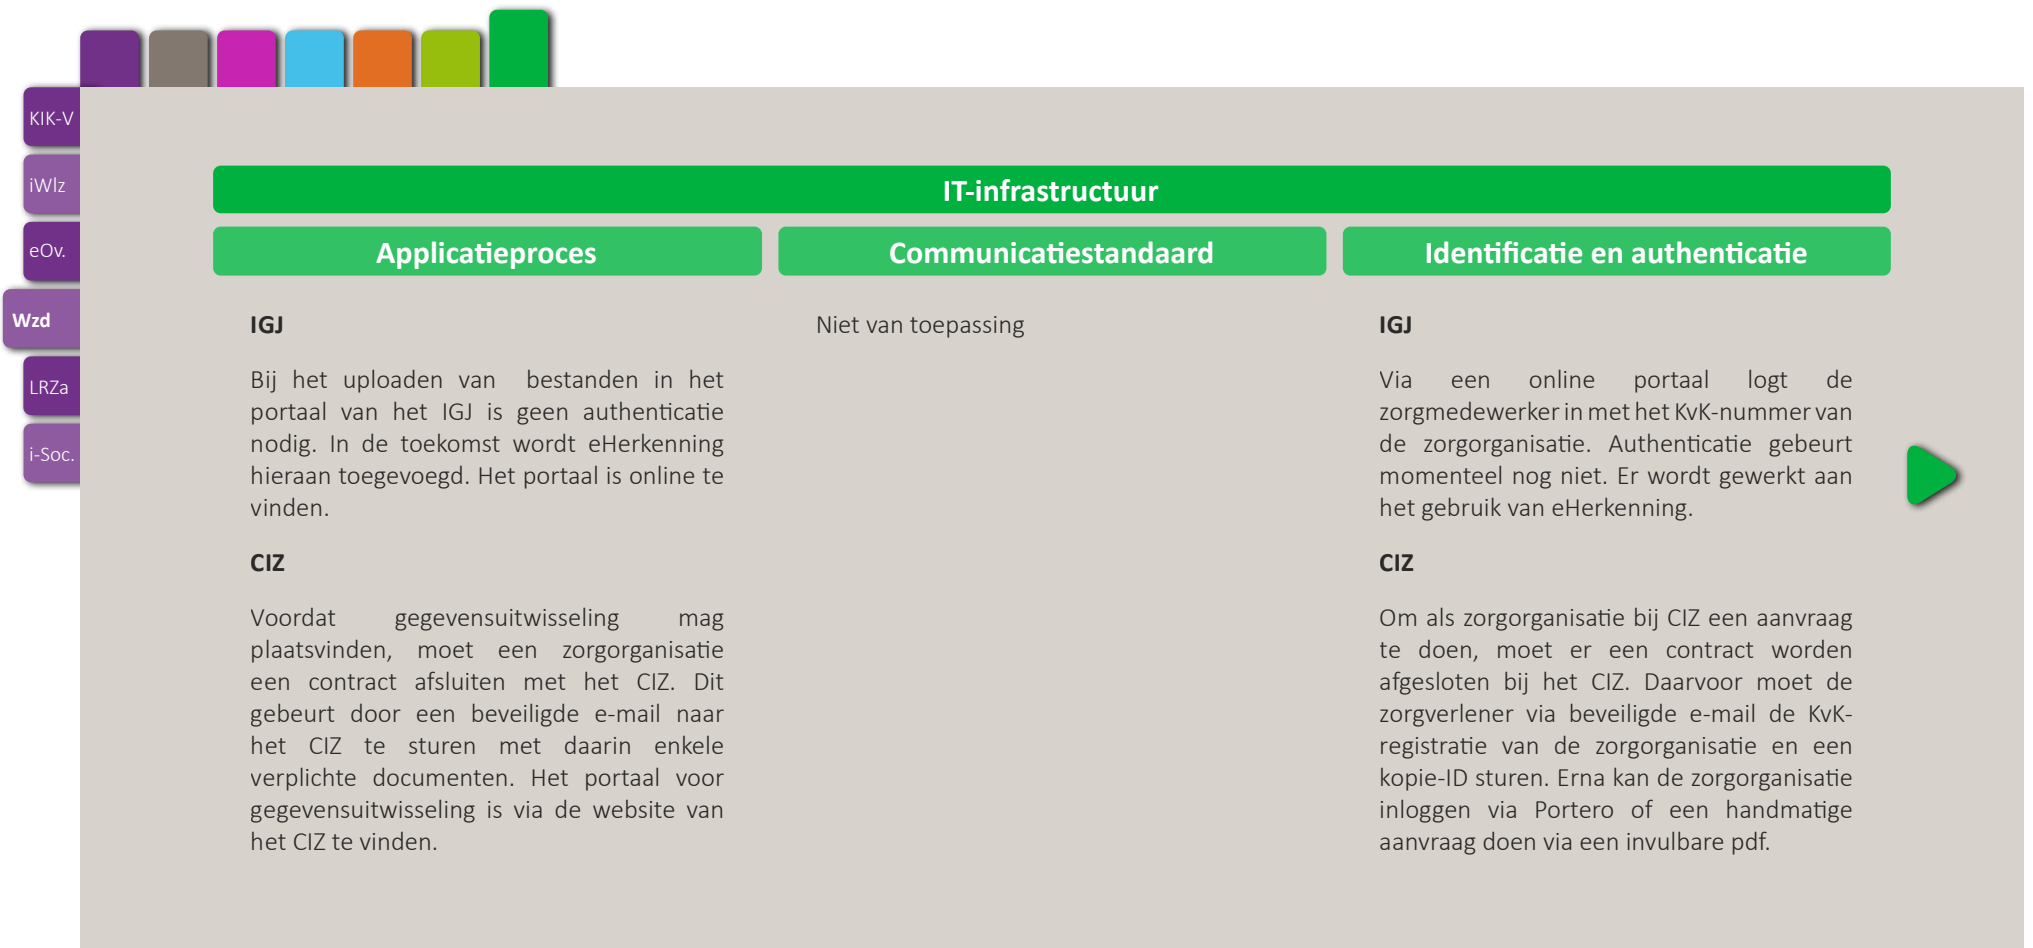 KIK-V
iWlz
eOv.
Wzd
LRZa
i-Soc.
IT-infrastructuur
Applicatieproces
Communicatiestandaard
Identificatie en authenticatie
IGJ
Bij het uploaden van bestanden in het
portaal van het IGJ is geen authenticatie
nodig. In de toekomst wordt eHerkenning
hieraan toegevoegd. Het portaal is online te
vinden.
CIZ
Voordat gegevensuitwisseling mag
plaatsvinden, moet een zorgorganisatie
een contract afsluiten met het CIZ. Dit
gebeurt door een beveiligde e-mail naar
het CIZ te sturen met daarin enkele
verplichte documenten. Het portaal voor
gegevensuitwisseling is via de website van
het CIZ te vinden.
Niet van toepassing
IGJ
Via een online portaal logt de
zorgmedewerker in met het KvK-nummer van
de zorgorganisatie. Authenticatie gebeurt
momenteel nog niet. Er wordt gewerkt aan
het gebruik van eHerkenning.
CIZ
Om als zorgorganisatie bij CIZ een aanvraag
te doen, moet er een contract worden
afgesloten bij het CIZ. Daarvoor moet de
zorgverlener via beveiligde e-mail de KvK-
registratie van de zorgorganisatie en een
kopie-ID sturen. Erna kan de zorgorganisatie
inloggen via Portero of een handmatige
aanvraag doen via een invulbare pdf.